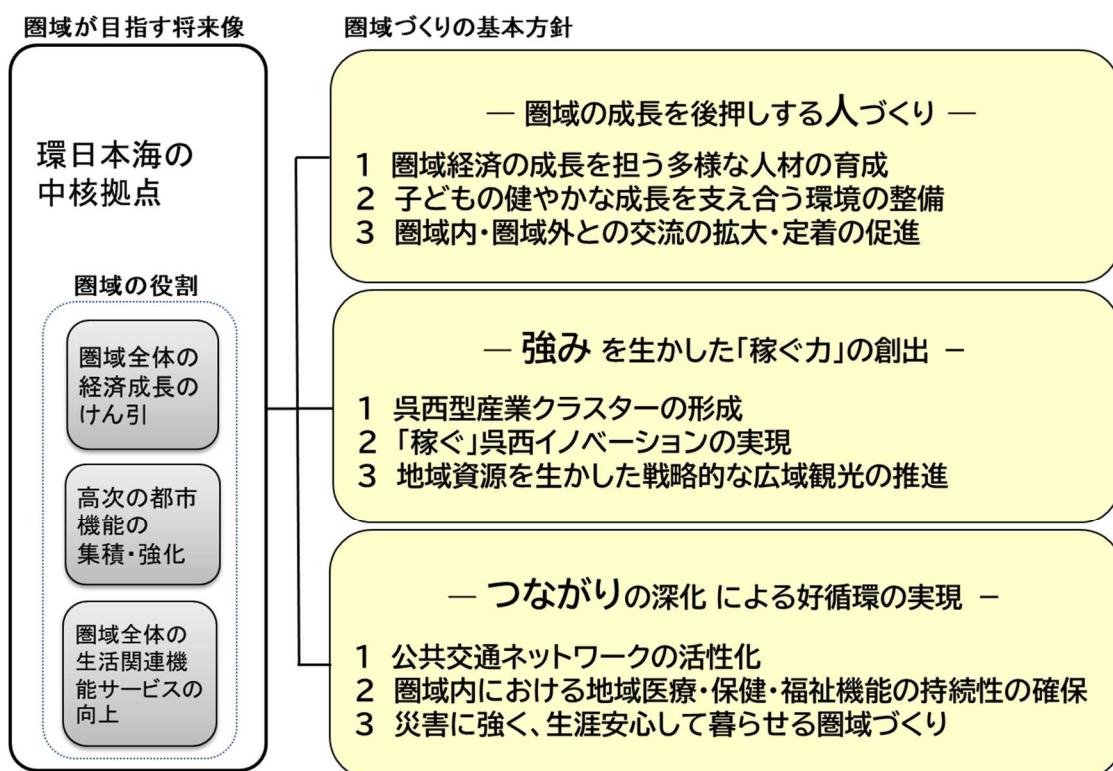 圏域が目指す将来像
環日本海の
中核拠点
圏域の役割
圏域全体の
経済成長の
けん引
高次の都市
機能の
集積・強化
圏域全体の
生活関連機
能サービスの
向上
圏域づくりの基本方針
― 圏域の成長を後押しする人づくり ―
1 圏域経済の成長を担う多様な人材の育成
2 子どもの健やかな成長を支え合う環境の整備
3 圏域内・圏域外との交流の拡大・定着の促進
― 強み を生かした「稼ぐ力」の創出 －
1 呉西型産業クラスターの形成
2 「稼ぐ」呉西イノベーションの実現
3 地域資源を生かした戦略的な広域観光の推進
― つながりの深化 による好循環の実現 －
1 公共交通ネットワークの活性化
2 圏域内における地域医療・保健・福祉機能の持続性の確保
3 災害に強く、生涯安心して暮らせる圏域づくり